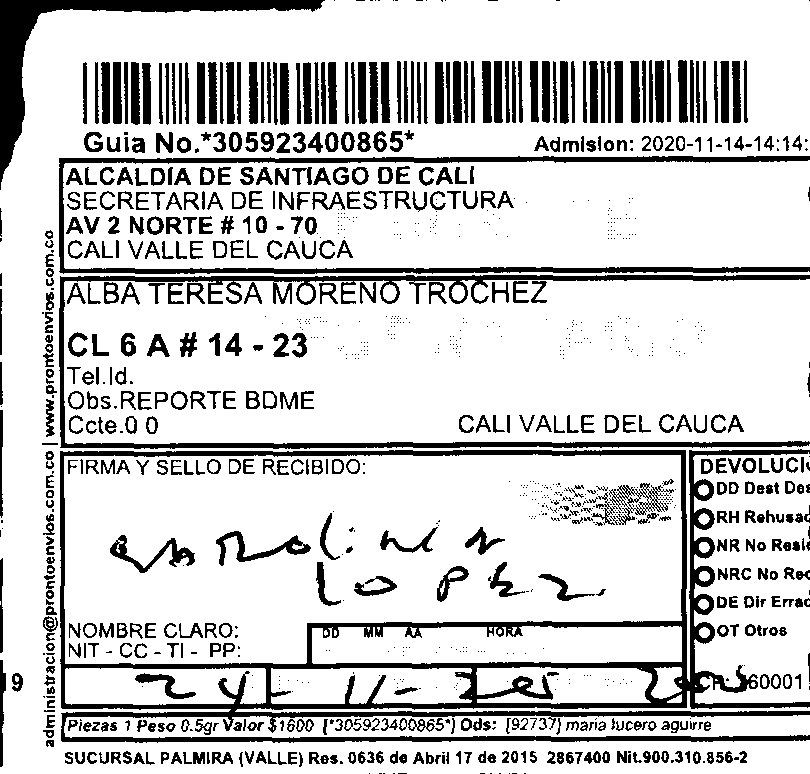 Guia No.*305923400865*
Admision: 2020-11-14-14:14:
ALCALDIA DE SANTIAGO DE CALI
SECRETARIA DE INFRAESTRUCTURA
AV 2 NORTE # 10 - 70
CALI VALLE DEL CAUCA
ALBA TERESA MORENO TROCHEZ
CL 6 A # 14 - 23
Tel.Id.
Obs.REPORTE BDME
Ccte.0 0
CALI VALLE DEL CAUCA
www.prontoenvios.com.co
administracion@prontoenvios.com.co
FIRMA Y SELLO DE RECIBIDO:
LOPEZ
NOMBRE CLARO:
NIT - CC - TI - PP:
DD MM AA HORA
24-11-
DEVOLUCI
DD Dest Des
RH Rehusad
NR No Resi
NRC No Rec
DE Dir Errad
OT Otros
60001
19
Piezas 1 Peso 0.5gr Valor $1600 [*305923400865*] Ods: [92737] maria lucero aguirre
SUCURSAL PALMIRA (VALLE) Res. 0636 de Abril 17 de 2015 2867400 Nit.900.310.856-2